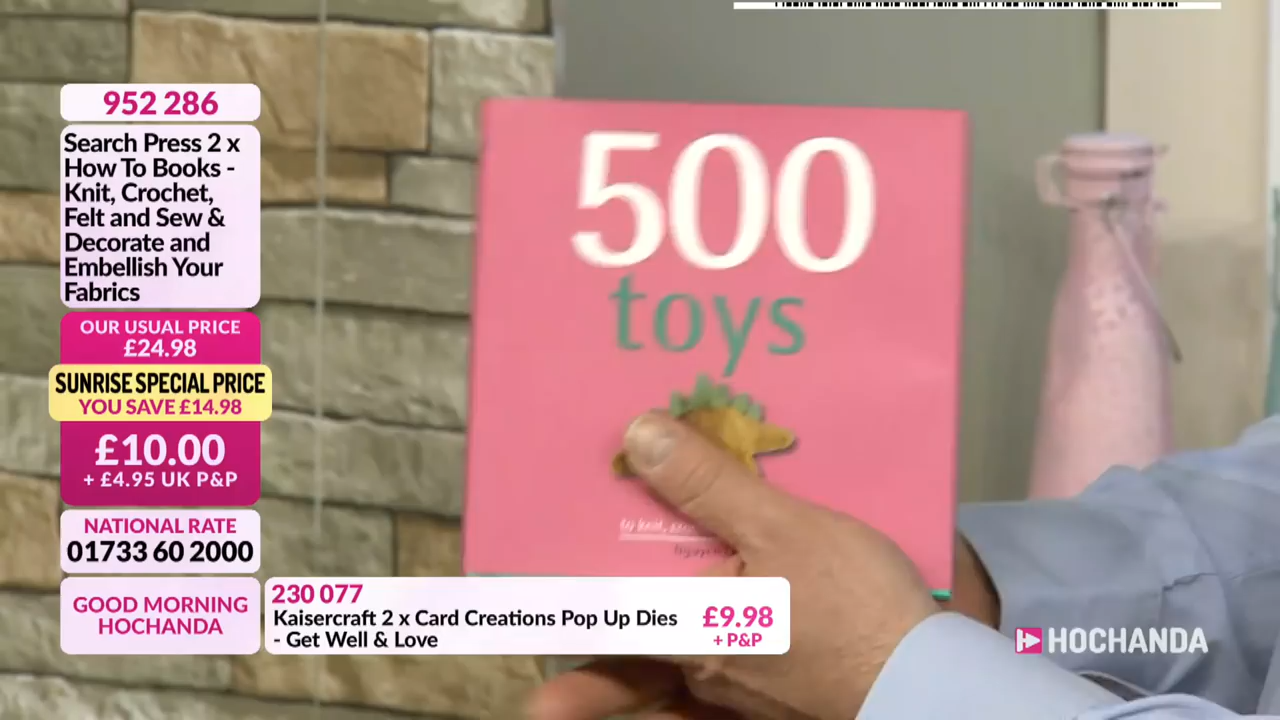 952 286
Search Press 2 x
How To Books -
Knit, Crochet,
Felt and Sew &
Decorate and
Embellish Your
Fabrics
OUR USUAL PRICE
£24.98
SUNRISE SPECIAL PRICE
YOU SAVE £14.98
£10.00
+ £4.95 UK P&P
NATIONAL RATE
01733 60 2000
GOOD MORNING
HOCHANDA
230 077
Kaisercraft 2 x Card Creations Pop Up Dies
- Get Well & Love
£9.98
+ P&P
500
toys
to knit,
HOCHANDA